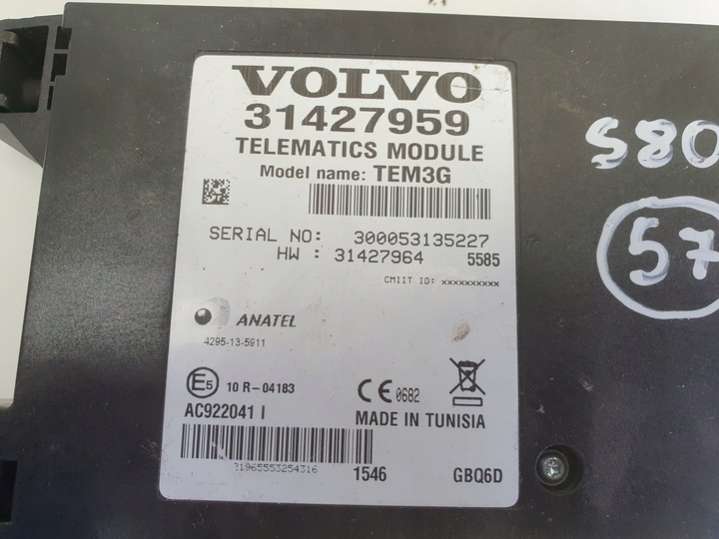 VOLVO
31427959
TELEMATICS MODULE
Model name: TEM3G
SERIAL NO: 300053135227
HW : 31427964 5585
CMIIT ID: xxxxxxxxxx
ANATEL
4295-13-5911
E5 10 R-04183
CE 0682
AC922041 I
MADE IN TUNISIA
31965553254316
1546 GBQ6D
S80
57